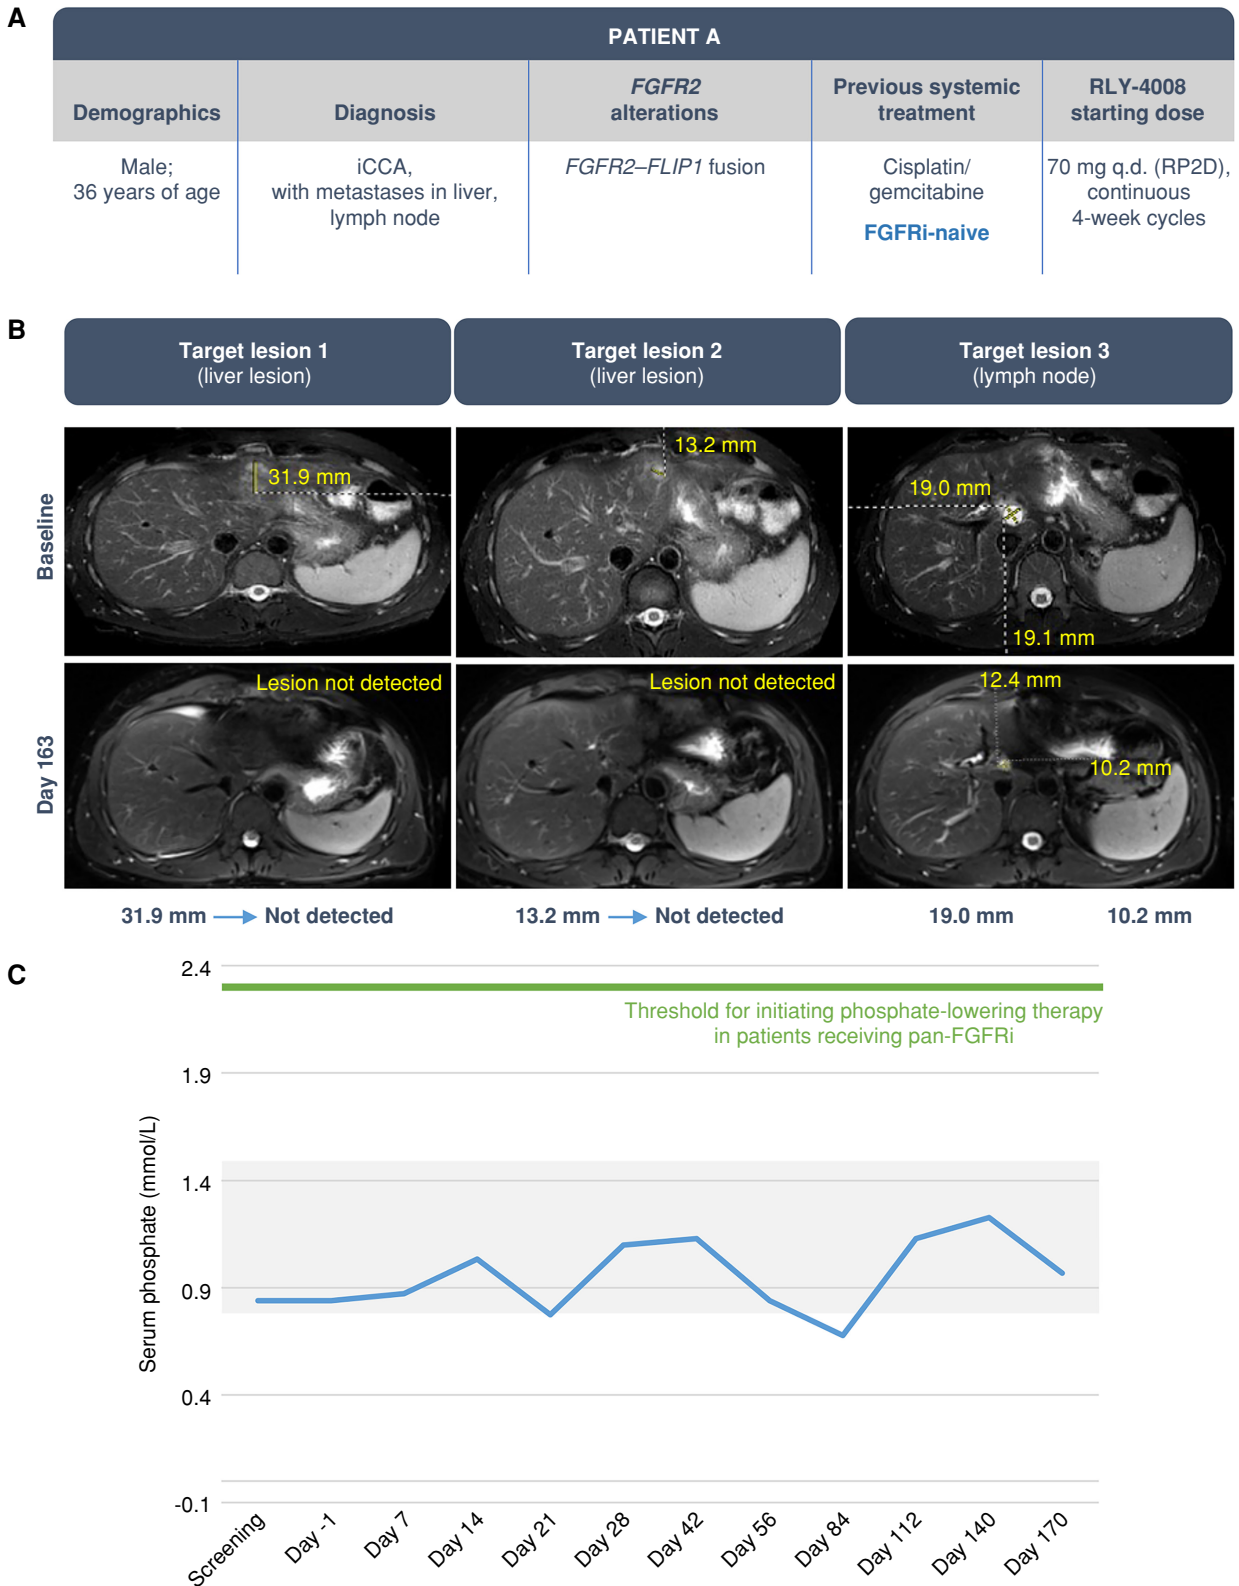 A
PATIENT A
Demographics
Diagnosis
FGFR2
alterations
Previous systemic
treatment
RLY-4008
starting dose
Male;
36 years of age
iCCA,
with metastases in liver,
lymph node
FGFR2–FLIP1 fusion
Cisplatin/
gemcitabine
FGFRi-naive
70 mg q.d. (RP2D),
continuous
4-week cycles
B
Target lesion 1
(liver lesion)
Target lesion 2
(liver lesion)
Target lesion 3
(lymph node)
Baseline
31.9 mm
13.2 mm
19.0 mm
19.1 mm
Day 163
Lesion not detected
Lesion not detected
12.4 mm
10.2 mm
31.9 mm → Not detected
13.2 mm → Not detected
19.0 mm 10.2 mm
C
Serum phosphate (mmol/L)
2.4
Threshold for initiating phosphate-lowering therapy
in patients receiving pan-FGFRi
1.9
1.4
0.9
0.4
-0.1
Screening
Day -1
Day 7
Day 14
Day 21
Day 28
Day 42
Day 56
Day 84
Day 112
Day 140
Day 170